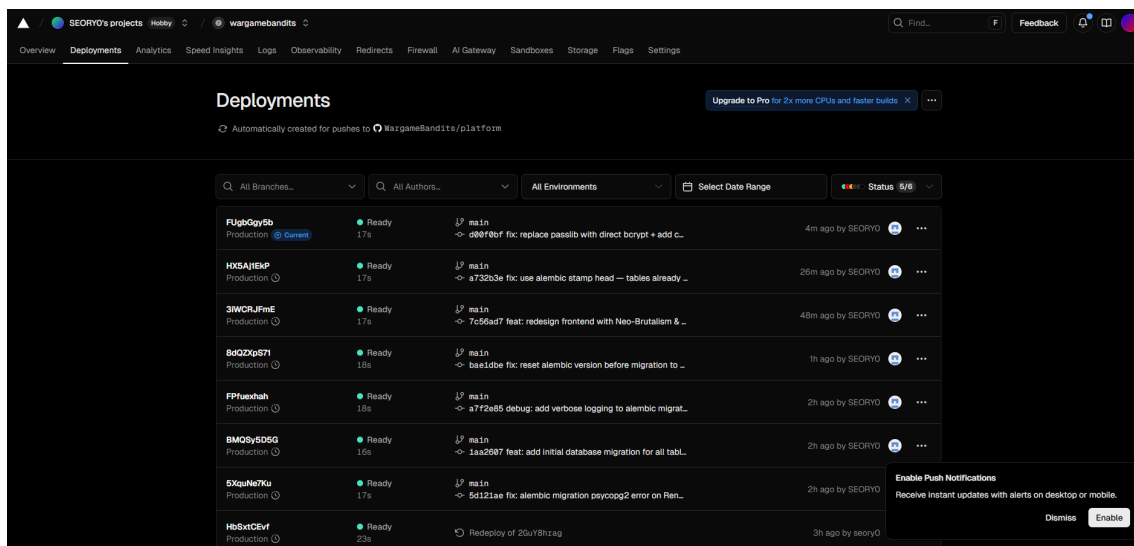 SEORYO's projects Hobby / wargamebandits Find... F Feedback
Overview Deployments Analytics Speed Insights Logs Observability Redirects Firewall AI Gateway Sandboxes Storage Flags Settings
Deployments
Upgrade to Pro for 2x more CPUs and faster builds
Automatically created for pushes to WargameBandits/platform
All Branches... All Authors... All Environments Select Date Range Status 5/6
FUgbGgy5b Ready main
Production Current 17s d00f0bf fix: replace passlib with direct bcrypt + add c... 4m ago by SEORYO
HX5Aj1EkP Ready main
Production 17s a732b3e fix: use alembic stamp head — tables already ... 26m ago by SEORYO
3iWCRJFmE Ready main
Production 17s 7c56ad7 feat: redesign frontend with Neo-Brutalism & ... 48m ago by SEORYO
8dQZXpS71 Ready main
Production 18s bae1dbe fix: reset alembic version before migration to ... 1h ago by SEORYO
FPfuexhah Ready main
Production 18s a7f2e85 debug: add verbose logging to alembic migrat... 2h ago by SEORYO
BMQSy5D5G Ready main
Production 16s 1aa2607 feat: add initial database migration for all tabl... 2h ago by SEORYO
5XquNe7Ku Ready main
Production 17s 5d121ae fix: alembic migration psycopg2 error on Ren... 2h ago by SEORYO
HbSxtCEvf Ready
Production 23s Redeploy of 2GuY8hrag 3h ago by seory0
Enable Push Notifications
Receive instant updates with alerts on desktop or mobile.
Dismiss Enable